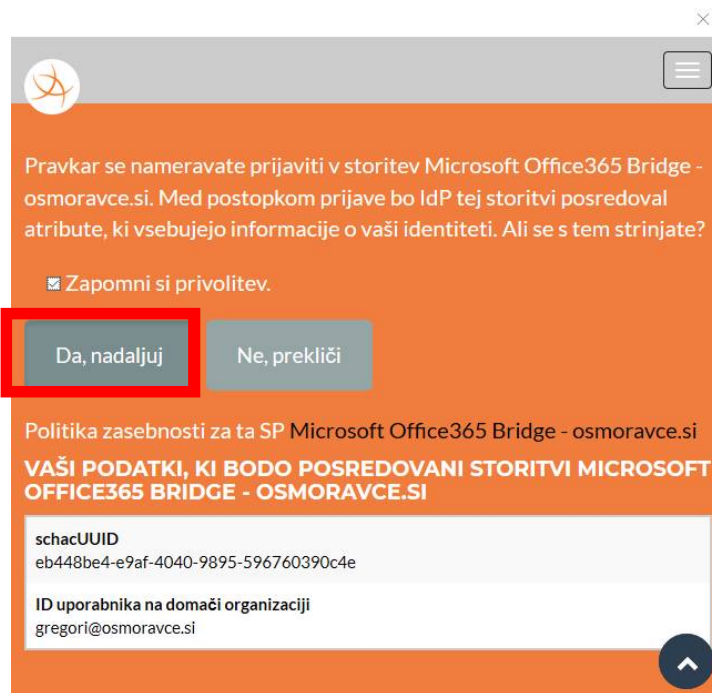 Pravkar se nameravate prijaviti v storitev Microsoft Office365 Bridge -
osmoravce.si. Med postopkom prijave bo IdP tej storitvi posredoval
atribute, ki vsebujejo informacije o vaši identiteti. Ali se s tem strinjate?
Zapomni si privolitev.
Da, nadaljuj
Ne, prekliči
Politika zasebnosti za ta SP Microsoft Office365 Bridge - osmoravce.si
VAŠI PODATKI, KI BODO POSREDOVANI STORITVI MICROSOFT
OFFICE365 BRIDGE - OSMORAVCE.SI
schacUUID
eb448be4-e9af-4040-9895-596760390c4e
ID uporabnika na domači organizaciji
gregori@osmoravce.si